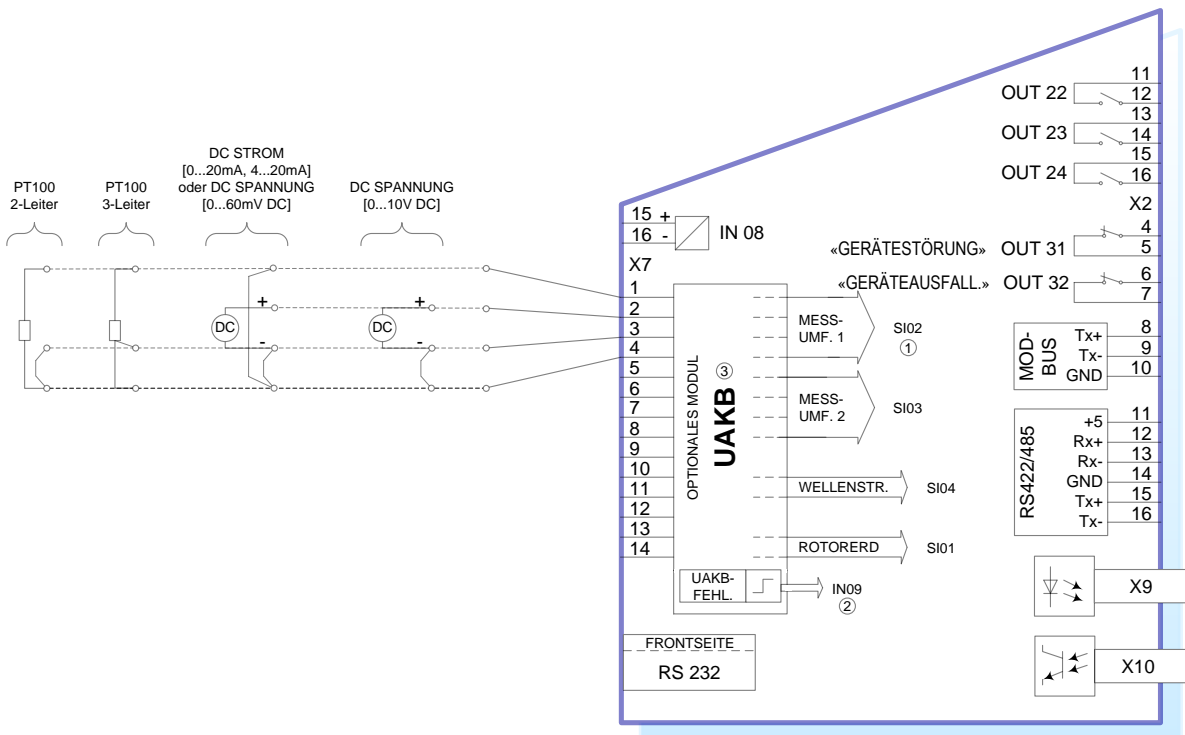 PT100
2-Leiter
PT100
3-Leiter
DC STROM
[0...20mA, 4...20mA]
oder DC SPANNUNG
[0...60mV DC]
DC SPANNUNG
[0...10V DC]
+
DC
-
+
DC
-
15 +
16 -
IN 08
X7
1
2
3
4
5
6
7
8
9
10
11
12
13
14
OPTIONALES MODUL
UAKB ③
MESS-
UMF. 1
SI02
①
MESS-
UMF. 2
SI03
WELLENSTR.
SI04
ROTORERD
SI01
UAKB-
FEHL.
IN09
②
FRONTSEITE
RS 232
11
OUT 22
12
13
OUT 23
14
15
OUT 24
16
X2
4
«GERÄTESTÖRUNG» OUT 31
5
6
«GERÄTEAUSFALL.» OUT 32
7
MOD-
BUS
Tx+ 8
Tx- 9
GND 10
RS422/485
+5 11
Rx+ 12
Rx- 13
GND 14
Tx+ 15
Tx- 16
X9
X10